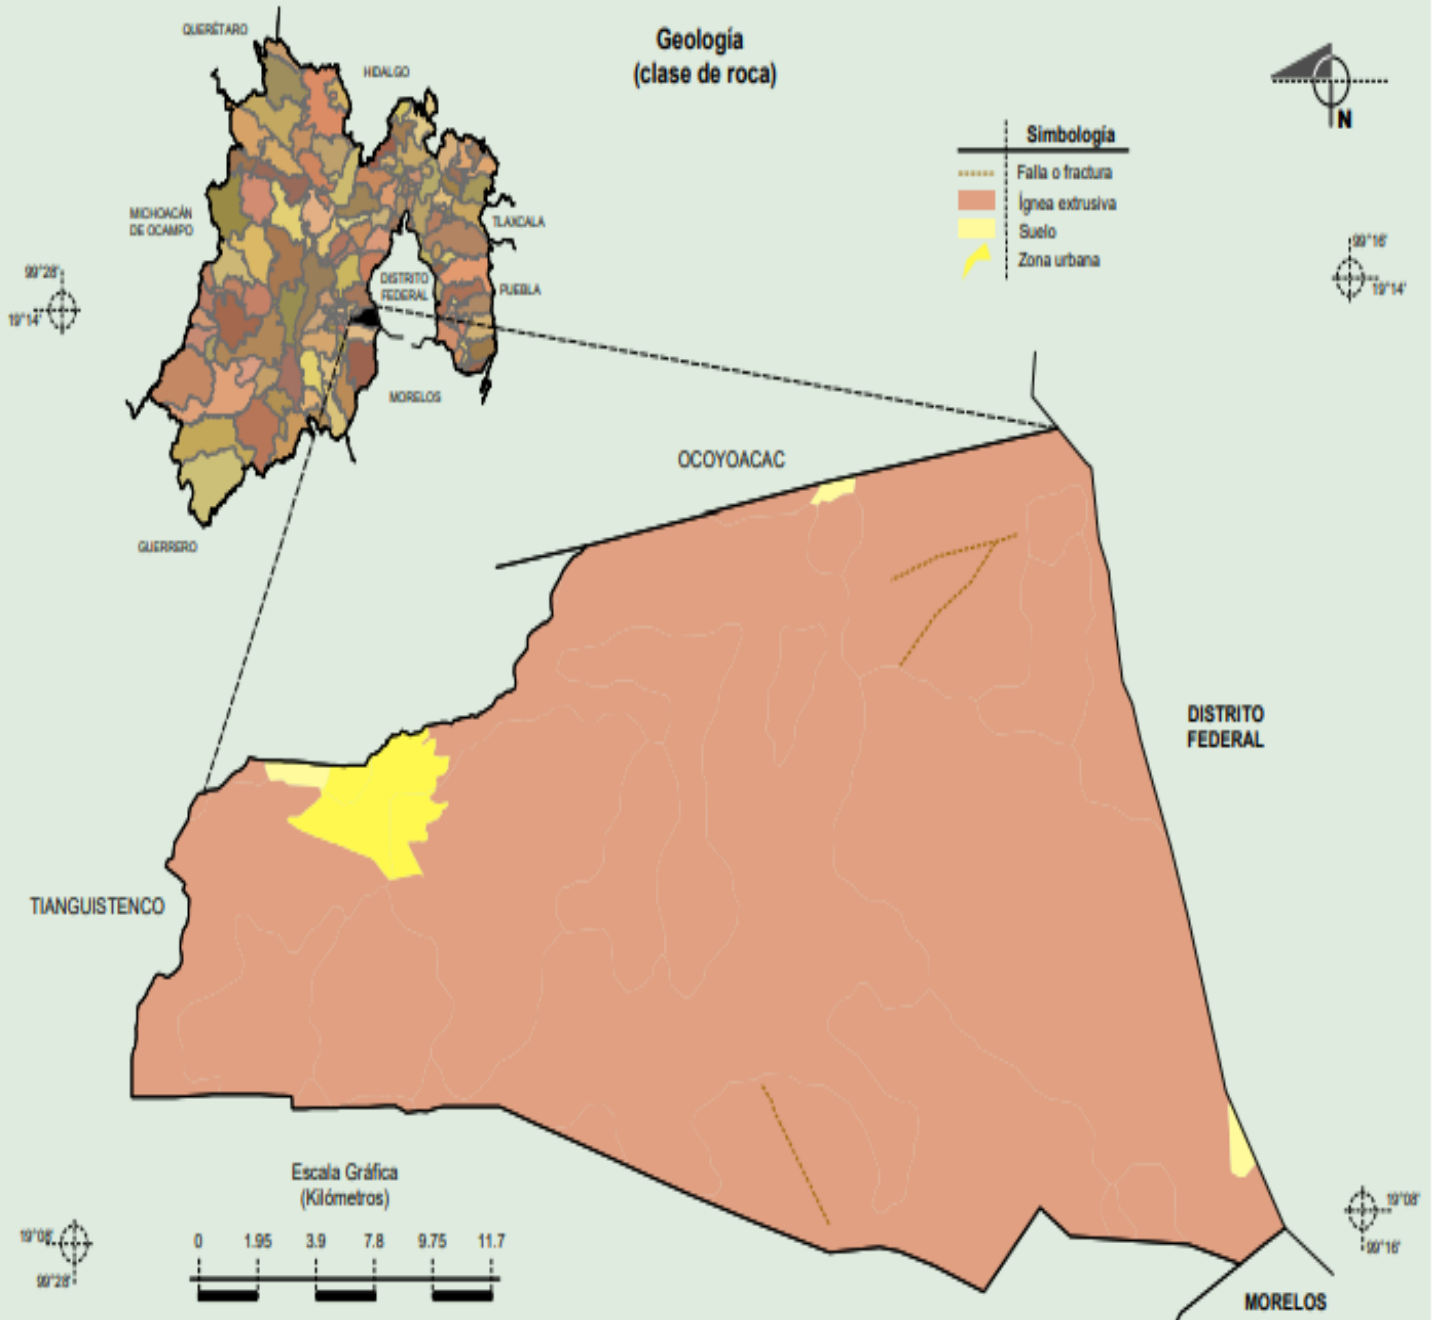 Geología
(clase de roca)
QUERÉTARO
HIDALGO
MICHOACÁN
DE OCAMPO
TLAXCALA
DISTRITO
FEDERAL
PUEBLA
MORELOS
GUERRERO
N
Simbología
Falla o fractura
Ígnea extrusiva
Suelo
Zona urbana
99°28'
19°14'
99°16'
19°14'
OCOYOACAC
DISTRITO
FEDERAL
TIANGUISTENCO
Escala Gráfica
(Kilómetros)
0 1.95 3.9 7.8 9.75 11.7
19°08'
99°28'
19°08'
99°16'
MORELOS